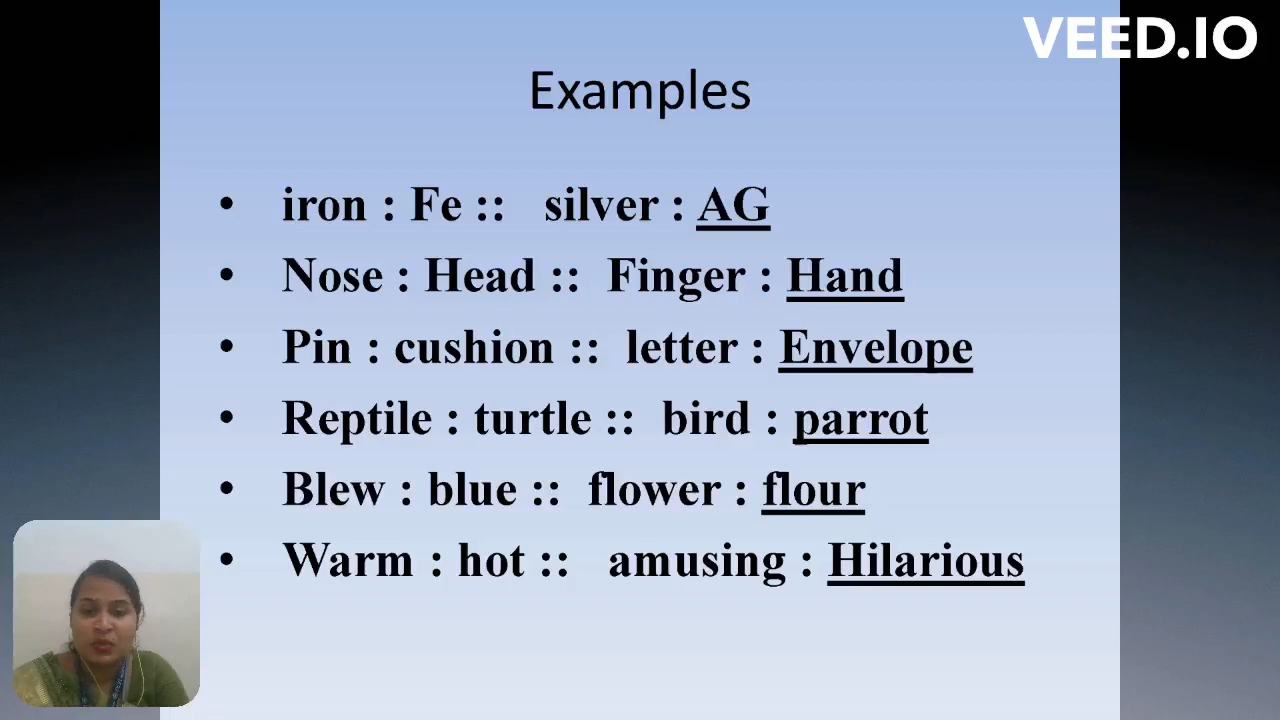 VEED.IO
Examples
• iron : Fe :: silver : AG
• Nose : Head :: Finger : Hand
• Pin : cushion :: letter : Envelope
• Reptile : turtle :: bird : parrot
• Blew : blue :: flower : flour
• Warm : hot :: amusing : Hilarious